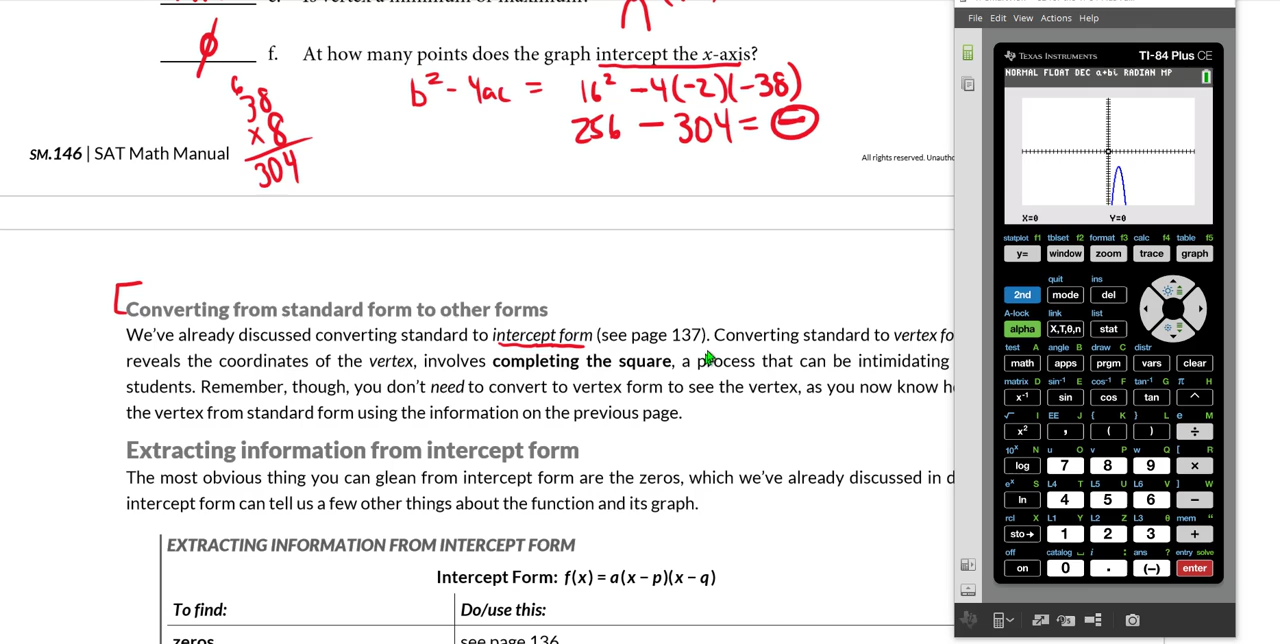 File Edit View Actions Help
TEXAS INSTRUMENTS TI-84 Plus CE
NORMAL FLOAT DEC a+bi RADIAN MP
X=0 Y=0
statplot f1 tblset f2 format f3 calc f4 table f5
y= window zoom trace graph
quit ins
2nd mode del
A-lock link list
alpha X,T,θ,n stat
test A angle B draw C distr
math apps prgm vars clear
matrix D sin⁻¹ E cos⁻¹ F tan⁻¹ G π H
x⁻¹ sin cos tan ^
√ I EE J { K } L e M
x² , ( ) ÷
10ˣ N u O v P w Q [ R
log 7 8 9 ×
eˣ S L4 T L5 U L6 V ] W
ln 4 5 6 −
rcl X L1 Y L2 Z L3 θ mem "
sto→ 1 2 3 +
off catalog i : ans ? entry solve
on 0 . (−) enter
∅ f. At how many points does the graph intercept the x-axis?
b² - 4ac = 16² - 4(-2)(-38)
256 - 304 = -
6
38
× 8
304
SM.146 | SAT Math Manual
All rights reserved. Unautho
Converting from standard form to other forms
We've already discussed converting standard to intercept form (see page 137). Converting standard to vertex fo
reveals the coordinates of the vertex, involves completing the square, a process that can be intimidating
students. Remember, though, you don't need to convert to vertex form to see the vertex, as you now know h
the vertex from standard form using the information on the previous page.
Extracting information from intercept form
The most obvious thing you can glean from intercept form are the zeros, which we've already discussed in d
intercept form can tell us a few other things about the function and its graph.
EXTRACTING INFORMATION FROM INTERCEPT FORM
Intercept Form: f(x) = a(x − p)(x − q)
To find: Do/use this:
zeros see page 136